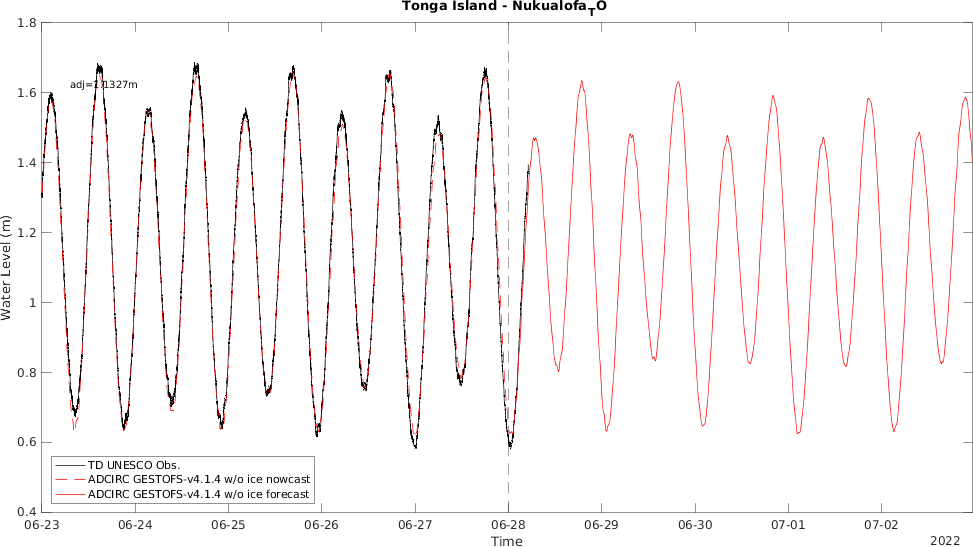 Tonga Island - Nukualofa_TO
adj=1.1327m
Water Level (m)
1.8
1.6
1.4
1.2
1
0.8
0.6
0.4
TD UNESCO Obs.
ADCIRC GESTOFS-v4.1.4 w/o ice nowcast
ADCIRC GESTOFS-v4.1.4 w/o ice forecast
06-23 06-24 06-25 06-26 06-27 06-28 06-29 06-30 07-01 07-02
Time
2022